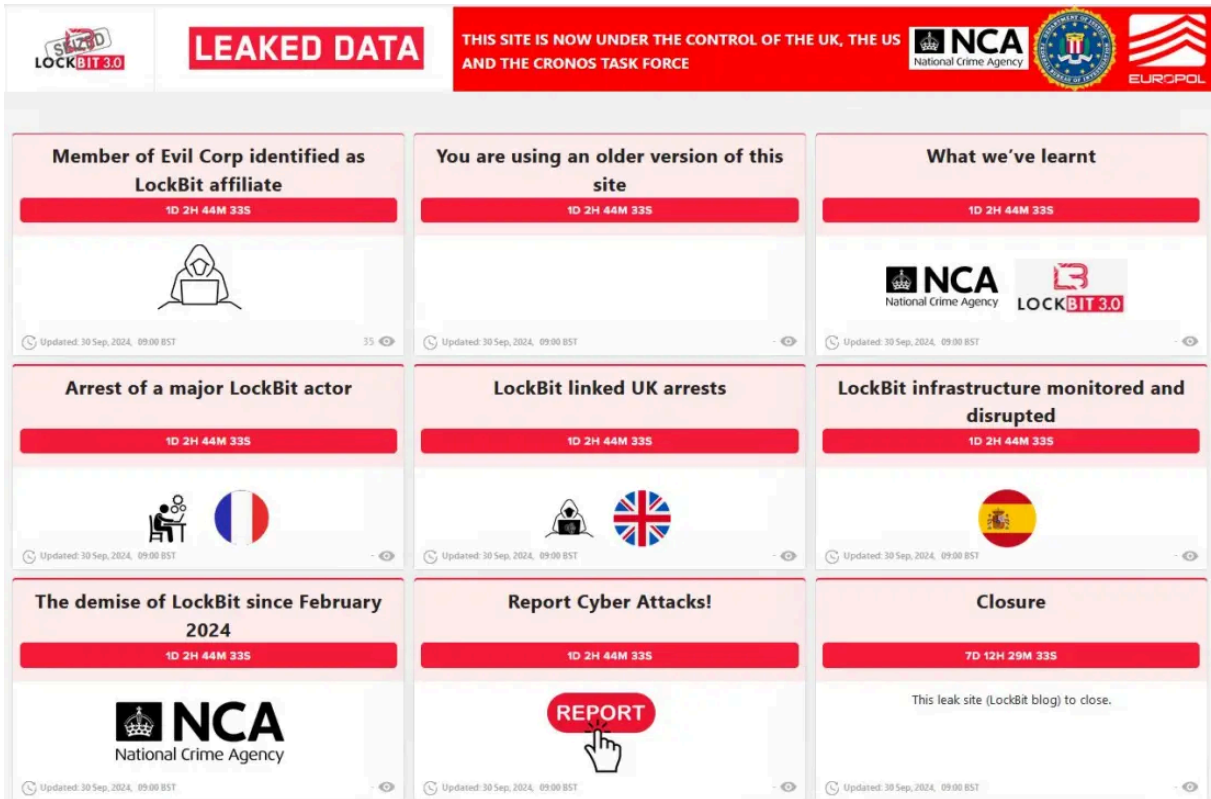 SEIZED
LOCKBIT 3.0
LEAKED DATA
THIS SITE IS NOW UNDER THE CONTROL OF THE UK, THE US
AND THE CRONOS TASK FORCE
NCA
National Crime Agency
DEPARTMENT OF JUSTICE
FEDERAL BUREAU OF INVESTIGATION
EUROPOL
Member of Evil Corp identified as
LockBit affiliate
1D 2H 44M 33S
Updated: 30 Sep, 2024, 09:00 BST
35
You are using an older version of this
site
1D 2H 44M 33S
Updated: 30 Sep, 2024, 09:00 BST
-
What we’ve learnt
1D 2H 44M 33S
NCA
National Crime Agency
LOCKBIT 3.0
Updated: 30 Sep, 2024, 09:00 BST
-
Arrest of a major LockBit actor
1D 2H 44M 33S
Updated: 30 Sep, 2024, 09:00 BST
-
LockBit linked UK arrests
1D 2H 44M 33S
Updated: 30 Sep, 2024, 09:00 BST
-
LockBit infrastructure monitored and
disrupted
1D 2H 44M 33S
Updated: 30 Sep, 2024, 09:00 BST
-
The demise of LockBit since February
2024
1D 2H 44M 33S
NCA
National Crime Agency
Updated: 30 Sep, 2024, 09:00 BST
-
Report Cyber Attacks!
1D 2H 44M 33S
REPORT
Updated: 30 Sep, 2024, 09:00 BST
-
Closure
7D 12H 29M 33S
This leak site (LockBit blog) to close.
Updated: 30 Sep, 2024, 09:00 BST
-